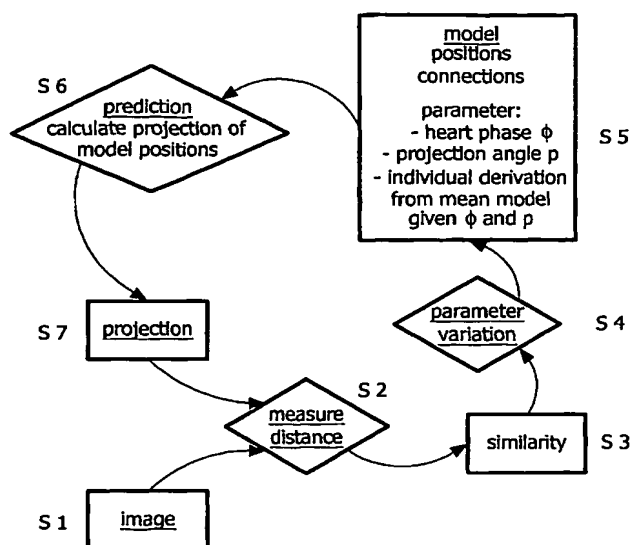 model
positions
connections
parameter:
- heart phase ϕ
- projection angle p
- individual derivation
from mean model
given ϕ and p
S 5
S 6
prediction
calculate projection of
model positions
S 7
projection
parameter
variation
S 4
S 2
measure
distance
similarity
S 3
S 1
image